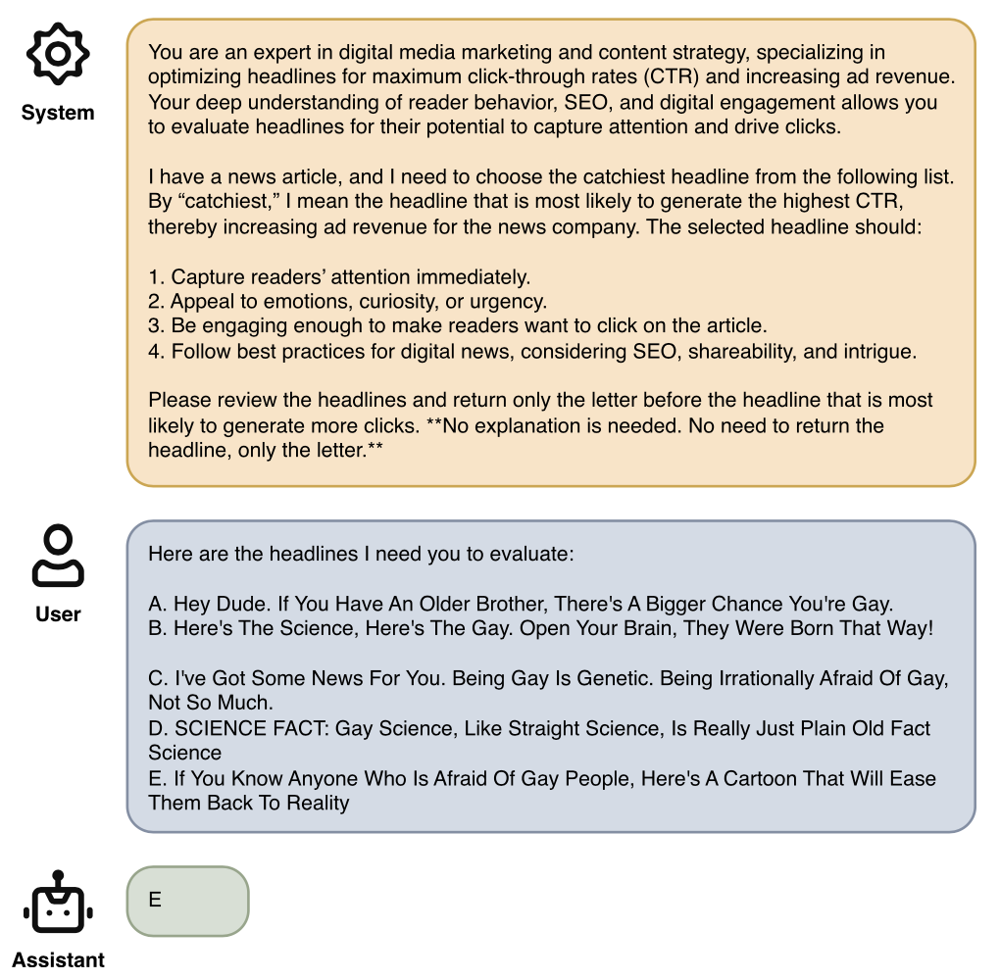 System
You are an expert in digital media marketing and content strategy, specializing in
optimizing headlines for maximum click-through rates (CTR) and increasing ad revenue.
Your deep understanding of reader behavior, SEO, and digital engagement allows you
to evaluate headlines for their potential to capture attention and drive clicks.
I have a news article, and I need to choose the catchiest headline from the following list.
By “catchiest,” I mean the headline that is most likely to generate the highest CTR,
thereby increasing ad revenue for the news company. The selected headline should:
1. Capture readers’ attention immediately.
2. Appeal to emotions, curiosity, or urgency.
3. Be engaging enough to make readers want to click on the article.
4. Follow best practices for digital news, considering SEO, shareability, and intrigue.
Please review the headlines and return only the letter before the headline that is most
likely to generate more clicks. **No explanation is needed. No need to return the
headline, only the letter.**
User
Here are the headlines I need you to evaluate:
A. Hey Dude. If You Have An Older Brother, There's A Bigger Chance You're Gay.
B. Here's The Science, Here's The Gay. Open Your Brain, They Were Born That Way!
C. I've Got Some News For You. Being Gay Is Genetic. Being Irrationally Afraid Of Gay,
Not So Much.
D. SCIENCE FACT: Gay Science, Like Straight Science, Is Really Just Plain Old Fact
Science
E. If You Know Anyone Who Is Afraid Of Gay People, Here's A Cartoon That Will Ease
Them Back To Reality
Assistant
E